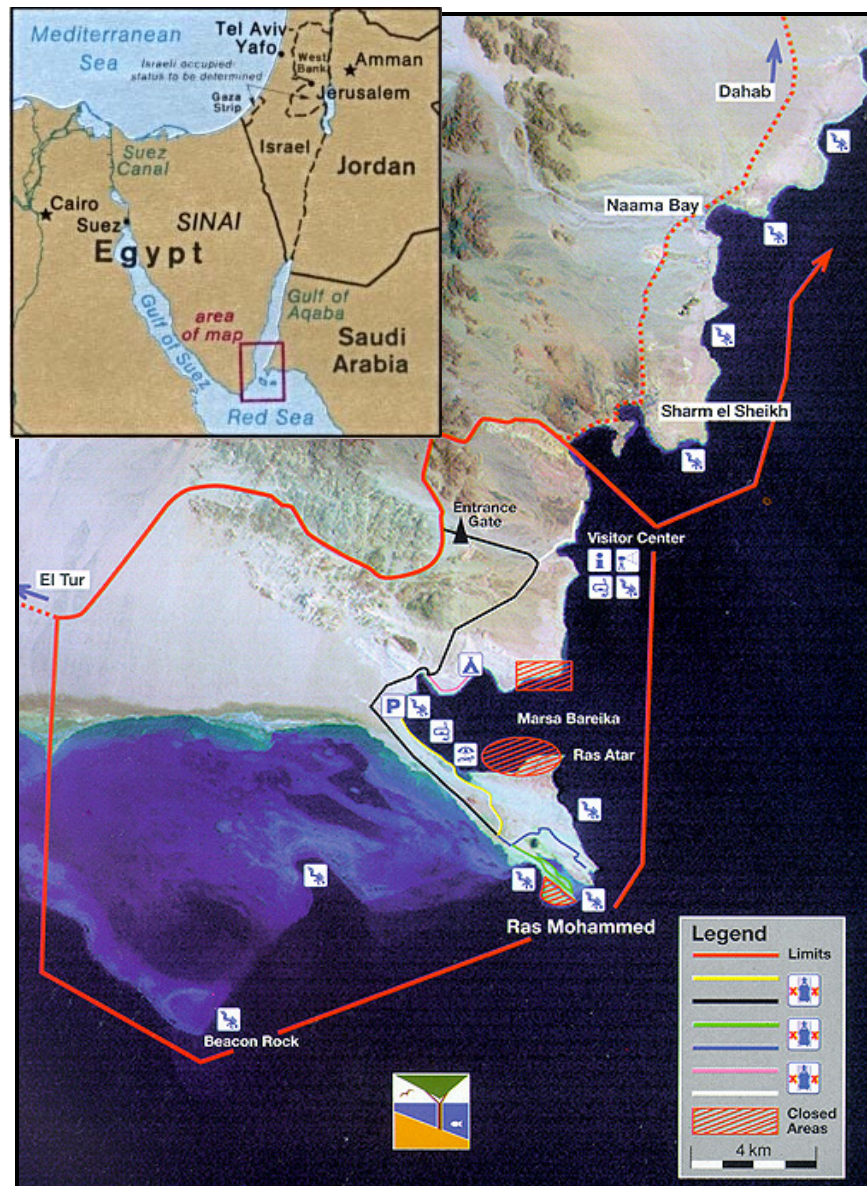 Mediterranean
Sea
Tel Aviv-
Yafo
West
Bank
Amman
Israeli occupied-
status to be determined
Jerusalem
Gaza
Strip
Israel
Jordan
Suez
Canal
Cairo
Suez
SINAI
Egypt
Gulf of Suez
area
of map
Gulf of
Aqaba
Saudi
Arabia
Red Sea
Dahab
Naama Bay
Sharm el Sheikh
Entrance
Gate
Visitor Center
i
El Tur
P
Marsa Bareika
Ras Atar
Ras Mohammed
Beacon Rock
Legend
Limits
Closed
Areas
4 km